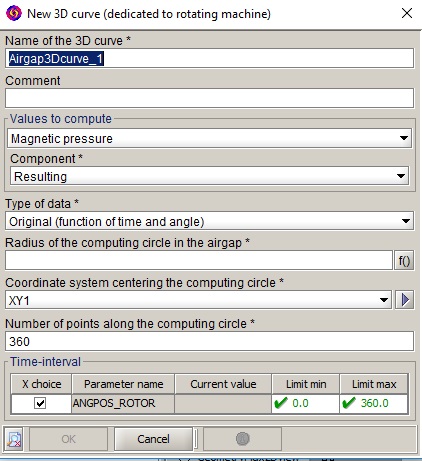 New 3D curve (dedicated to rotating machine)
Name of the 3D curve *
Airgap3Dcurve_1
Comment
Values to compute
Magnetic pressure
Component *
Resulting
Type of data *
Original (function of time and angle)
Radius of the computing circle in the airgap *
f()
Coordinate system centering the computing circle *
XY1
Number of points along the computing circle *
360
Time-interval
X choice Parameter name Current value Limit min Limit max
ANGPOS_ROTOR 0.0 360.0
OK Cancel